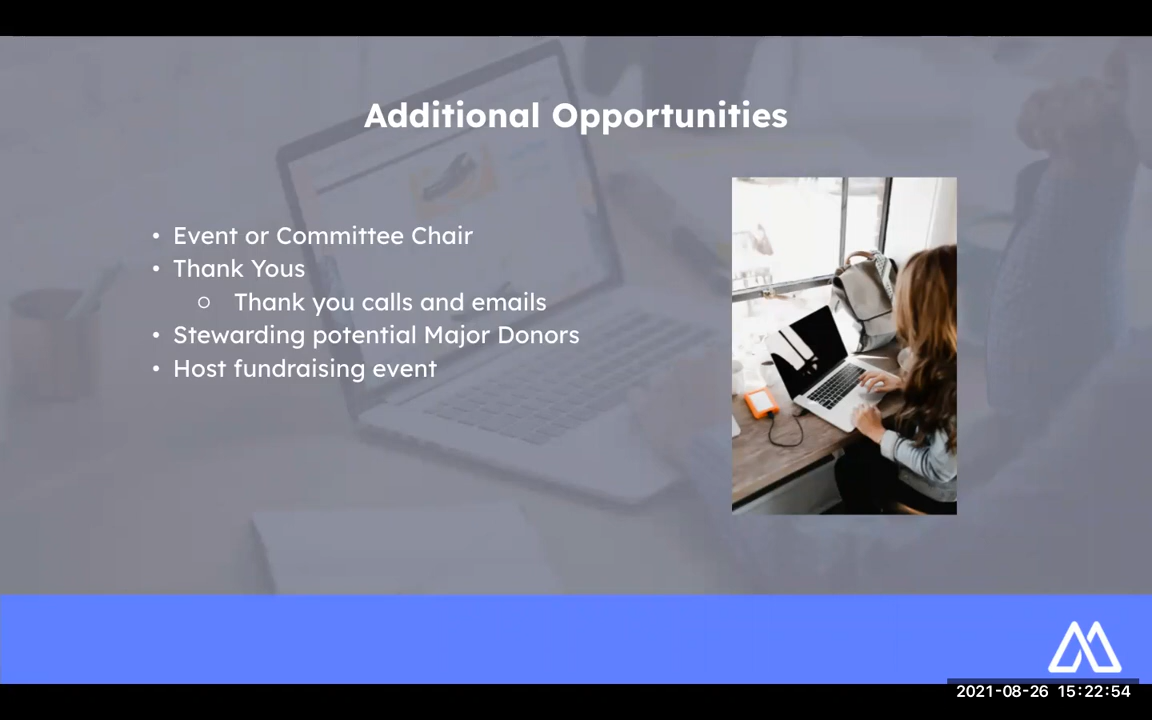 Additional Opportunities
• Event or Committee Chair
• Thank Yous
○ Thank you calls and emails
• Stewarding potential Major Donors
• Host fundraising event
2021-08-26 15:22:54